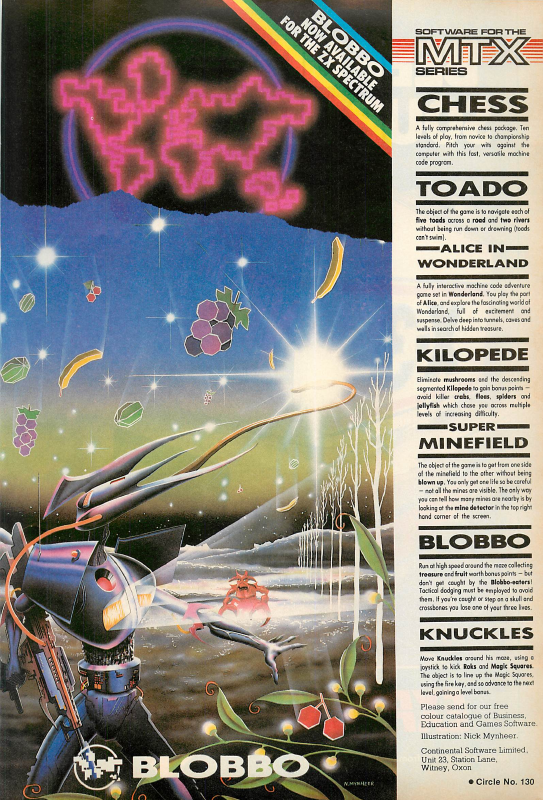 BLOBBO
NOW AVAILABLE
FOR THE ZX SPECTRUM
SOFTWARE FOR THE
MTX
SERIES
CHESS
A fully comprehensive chess package. Ten
levels of play, from novice to championship
standard. Pitch your wits against the
computer with this fast, versatile machine
code program.
TOADO
The object of the game is to navigate each of
five toads across a road and two rivers
without being run down or drowning (toads
can't swim).
ALICE IN
WONDERLAND
A fully interactive machine code adventure
game set in Wonderland. You play the part
of Alice, and explore the fascinating world of
Wonderland, full of excitement and
suspense. Delve deep into tunnels, caves and
wells in search of hidden treasure.
KILOPEDE
Eliminate mushrooms and the descending
segmented Kilopede to gain bonus points —
avoid killer crabs, fleas, spiders and
jellyfish which chase you across multiple
levels of increasing difficulty.
SUPER
MINEFIELD
The object of the game is to get from one side
of the minefield to the other without being
blown up. You only get one life so be careful
— not all the mines are visible. The only way
you can tell how many mines are nearby is by
looking at the mine detector in the top right
hand corner of the screen.
BLOBBO
Run at high speed around the maze collecting
treasure and fruit worth bonus points — but
don't get caught by the Blobbo-eaters!
Tactical dodging must be employed to avoid
them. If you're caught or step on a skull and
crossbones you lose one of your three lives.
KNUCKLES
Move Knuckles around his maze, using a
joystick to kick Raks and Magic Squares.
The object is to line up the Magic Squares,
using the fire key, and so advance to the next
level, gaining a level bonus.
Please send for our free
colour catalogue of Business,
Education and Games Software.
Illustration: Nick Mynheer.
Continental Software Limited,
Unit 23, Station Lane,
Witney, Oxon
• Circle No. 130
BLOBBO
N.MYNHEER